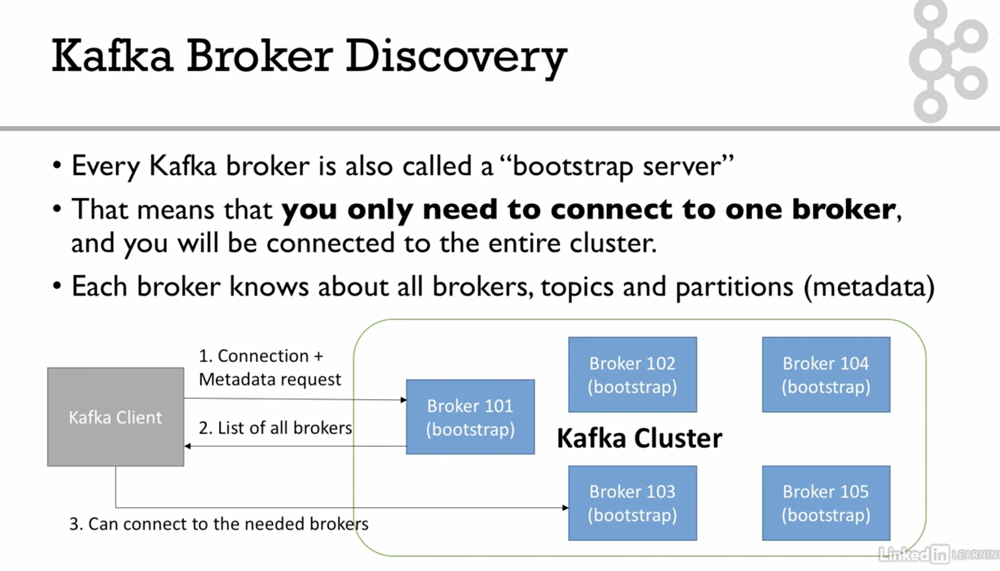 Kafka Broker Discovery
• Every Kafka broker is also called a “bootstrap server”
• That means that you only need to connect to one broker,
and you will be connected to the entire cluster.
• Each broker knows about all brokers, topics and partitions (metadata)
Kafka Client
1. Connection +
Metadata request
2. List of all brokers
3. Can connect to the needed brokers
Broker 101
(bootstrap)
Broker 102
(bootstrap)
Broker 104
(bootstrap)
Kafka Cluster
Broker 103
(bootstrap)
Broker 105
(bootstrap)
Linked in LEARNING